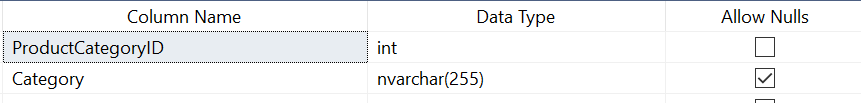 Column Name Data Type Allow Nulls
ProductCategoryID int
Category nvarchar(255)